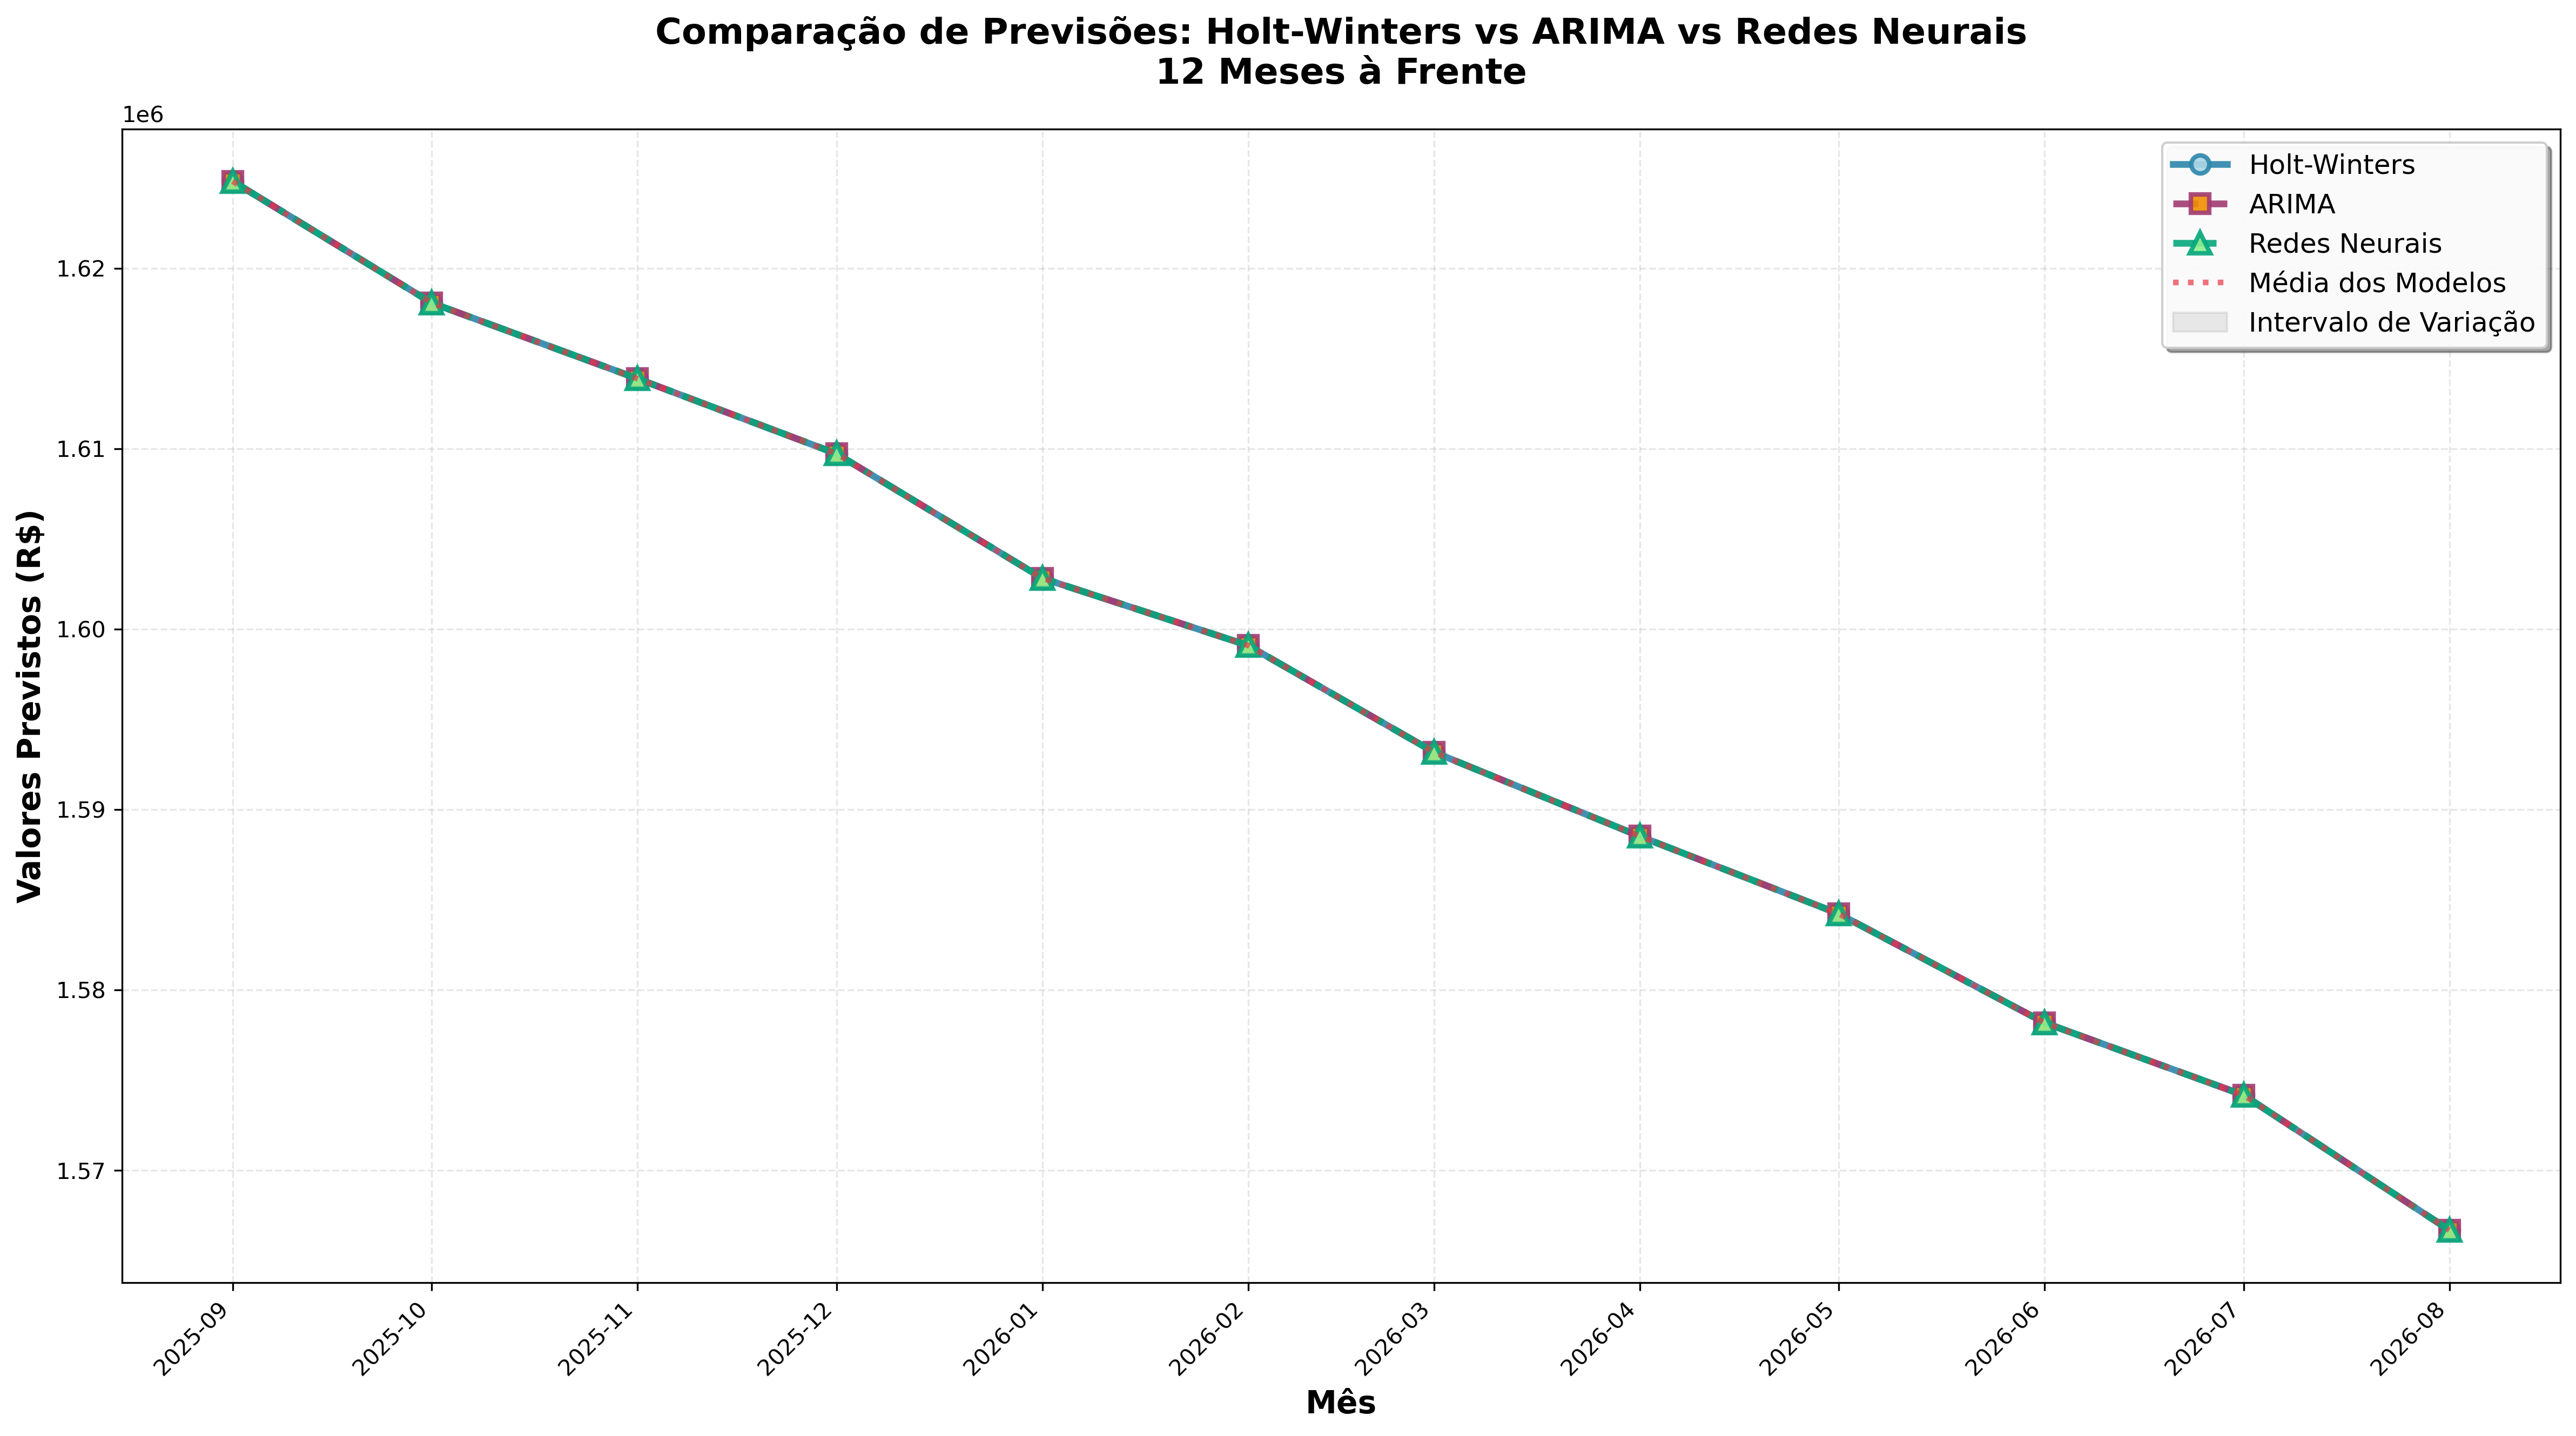 Comparação de Previsões: Holt-Winters vs ARIMA vs Redes Neurais
12 Meses à Frente
1e6
Holt-Winters
ARIMA
Redes Neurais
Média dos Modelos
Intervalo de Variação
Valores Previstos (R$)
1.62
1.61
1.60
1.59
1.58
1.57
2025-09
2025-10
2025-11
2025-12
2026-01
2026-02
2026-03
2026-04
2026-05
2026-06
2026-07
2026-08
Mês